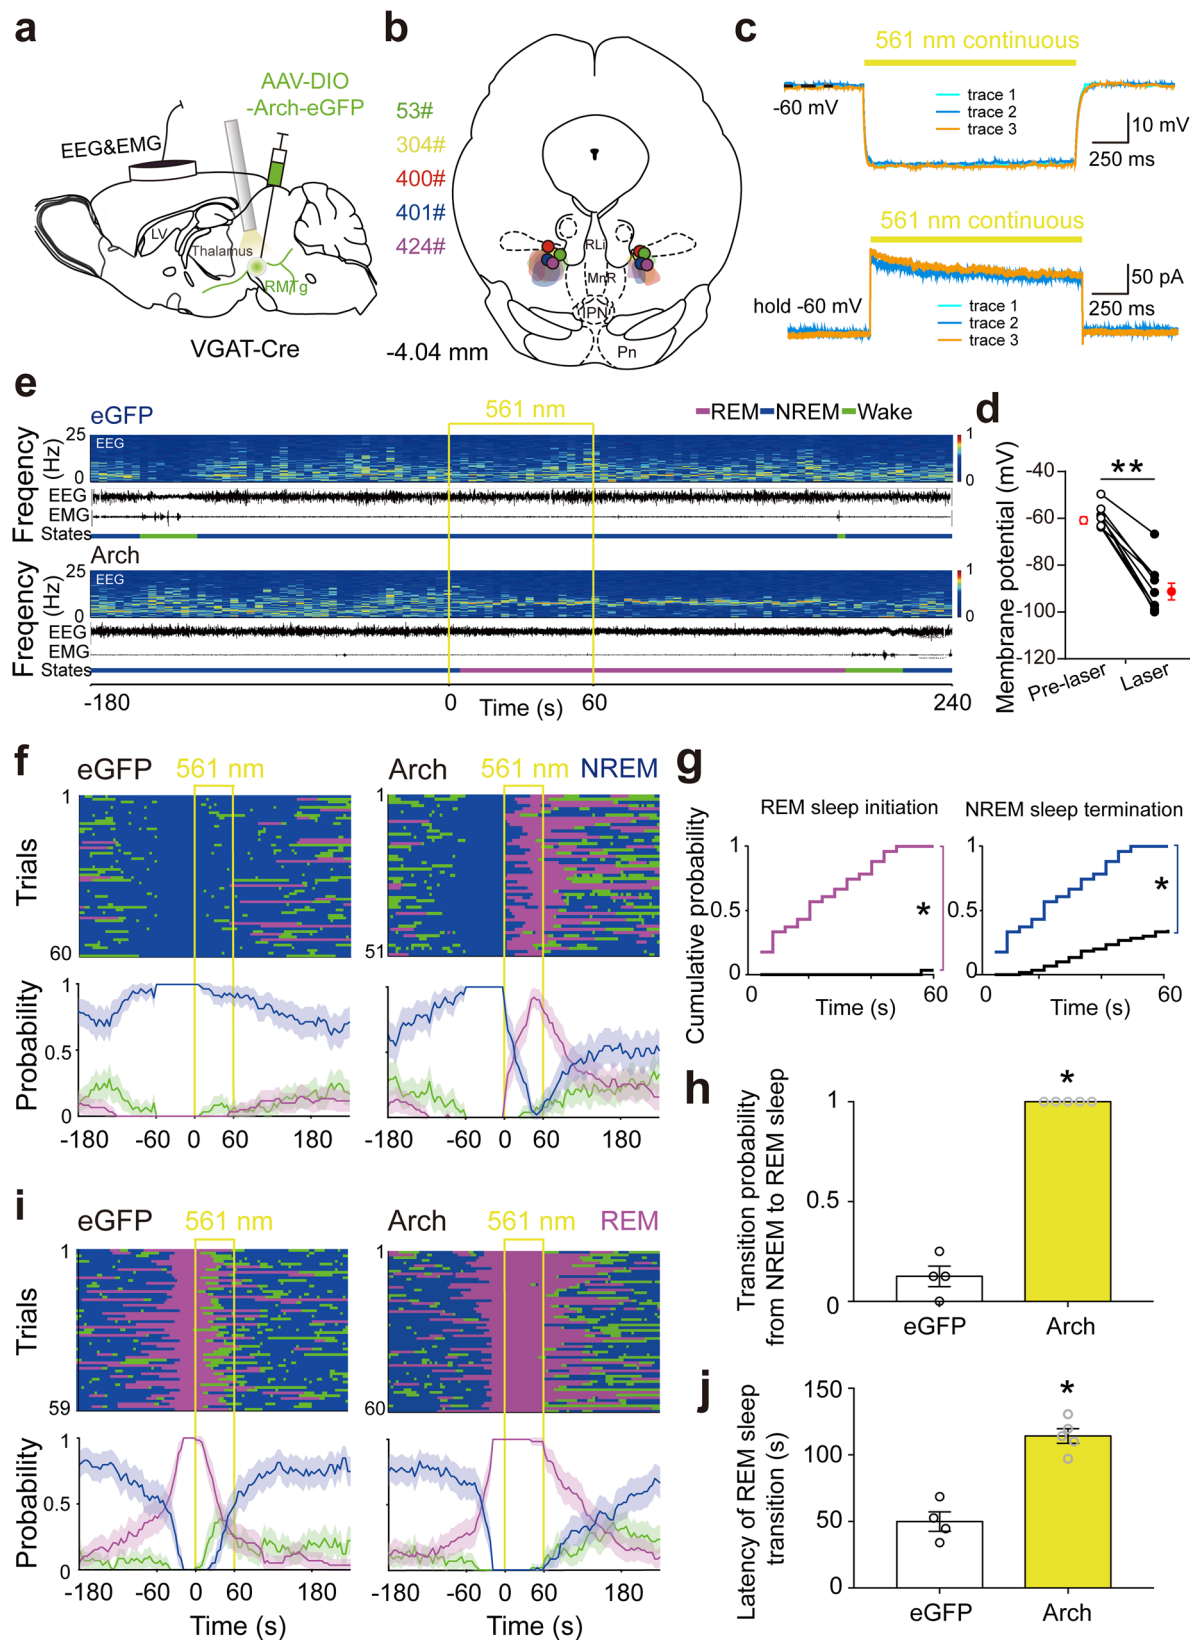 a
AAV-DIO
-Arch-eGFP
EEG&EMG
LV
Thalamus
RMTg
VGAT-Cre
b
53#
304#
400#
401#
424#
RLi
MnR
IPN
Pn
-4.04 mm
c
561 nm continuous
-60 mV
trace 1
trace 2
trace 3
10 mV
250 ms
561 nm continuous
hold -60 mV
trace 1
trace 2
trace 3
50 pA
250 ms
e
eGFP
561 nm
REM NREM Wake
Freqency
(Hz)
25
0
EEG
1
0
EEG
EMG
States
Arch
Freqency
(Hz)
25
0
EEG
1
0
EEG
EMG
States
-180 0 60 240
Time (s)
d
Membrane potential (mV)
-40
-60
-80
-100
-120
**
Pre-laser Laser
f
eGFP 561 nm
Arch 561 nm NREM
Trials
1
60
1
51
Probability
1
0.5
0
-180 -60 0 60 180
-180 -60 0 60 180
g
REM sleep initiation
NREM sleep termination
Cumulative probability
1
0.5
0
*
0 60
Time (s)
1
0.5
0
*
0 60
Time (s)
h
Transition probability
from NREM to REM sleep
1
0.5
0
*
eGFP Arch
i
eGFP 561 nm
Arch 561 nm REM
Trials
1
59
1
60
Probability
1
0.5
0
-180 -60 0 60 180
-180 -60 0 60 180
Time (s) Time (s)
j
Latency of REM sleep
transition (s)
150
100
50
0
*
eGFP Arch